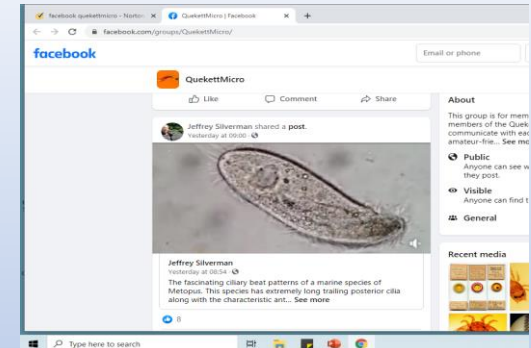 facebook quekettmicro - Norton
QuekettMicro | Facebook
facebook.com/groups/QuekettMicro/
facebook
Email or phone
QuekettMicro
Like Comment Share
Jeffrey Silverman shared a post.
Yesterday at 09:00
Jeffrey Silverman
Yesterday at 08:54
The fascinating ciliary beat patterns of a marine species of
Metopus. This species has extremely long trailing posterior cilia
along with the characteristic ant... See more
8
About
This group is for mem
members of the Quek
communicate with eac
amateur-frie... See mo
Public
Anyone can see w
they post.
Visible
Anyone can find t
General
Recent media
Type here to search